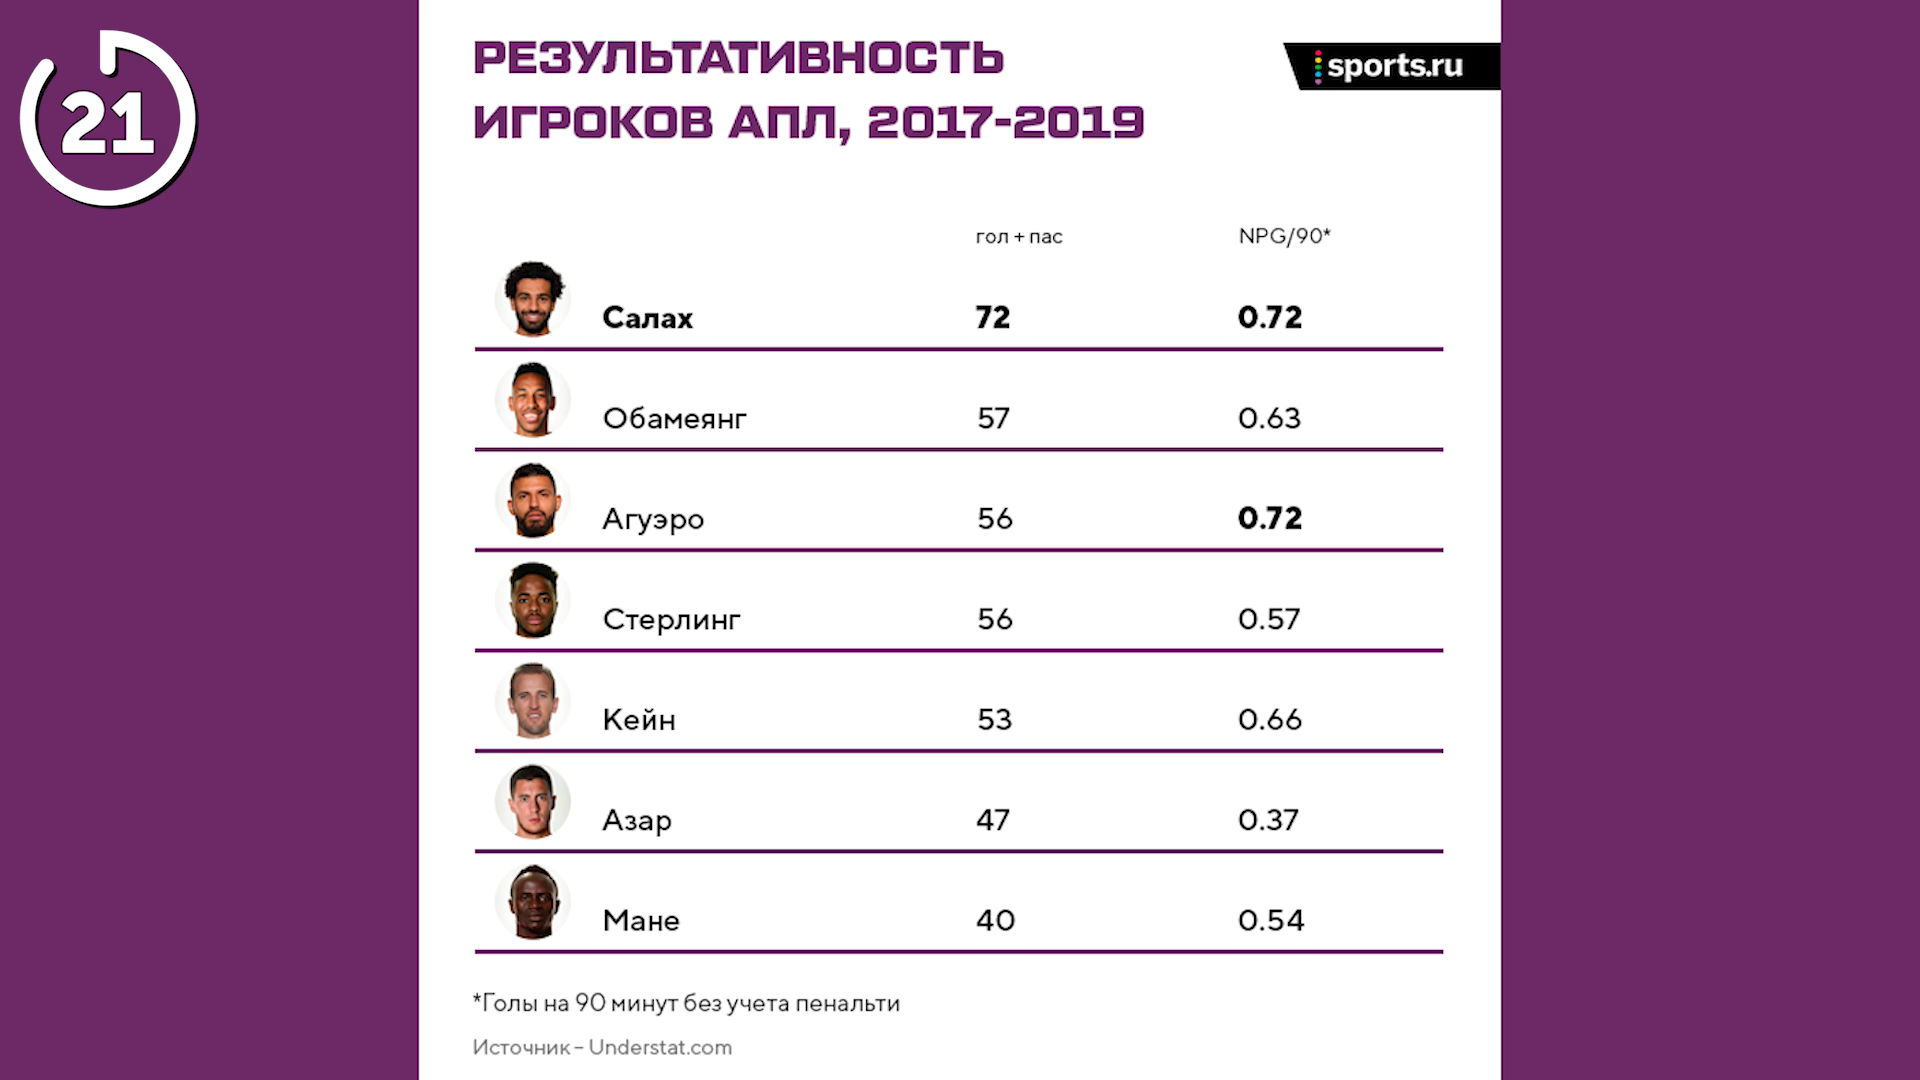 21
РЕЗУЛЬТАТИВНОСТЬ
ИГРОКОВ АПЛ, 2017-2019
sports.ru
гол + пас NPG/90*
Салах 72 0.72
Обамеянг 57 0.63
Агуэро 56 0.72
Стерлинг 56 0.57
Кейн 53 0.66
Азар 47 0.37
Мане 40 0.54
*Голы на 90 минут без учета пенальти
Источник – Understat.com